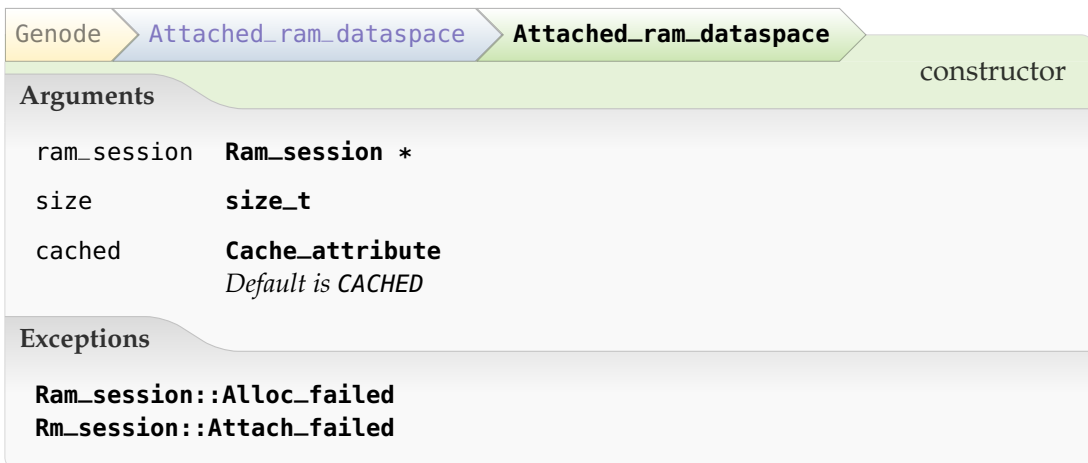 Genode Attached_ram_dataspace Attached_ram_dataspace
constructor
Arguments
ram_session Ram_session *
size size_t
cached Cache_attribute
Default is CACHED
Exceptions
Ram_session::Alloc_failed
Rm_session::Attach_failed